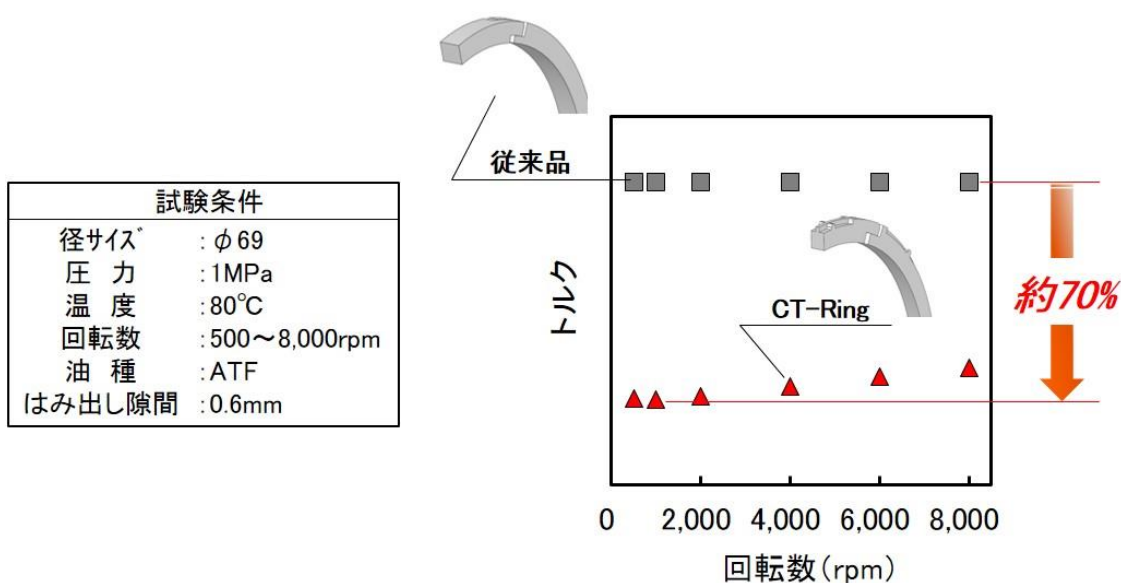 試験条件
径サイズ :φ69
圧 力 :1MPa
温 度 :80℃
回転数 :500～8,000rpm
油 種 :ATF
はみ出し隙間 :0.6mm
従来品
CT-Ring
約70%
トルク
0 2,000 4,000 6,000 8,000
回転数(rpm)